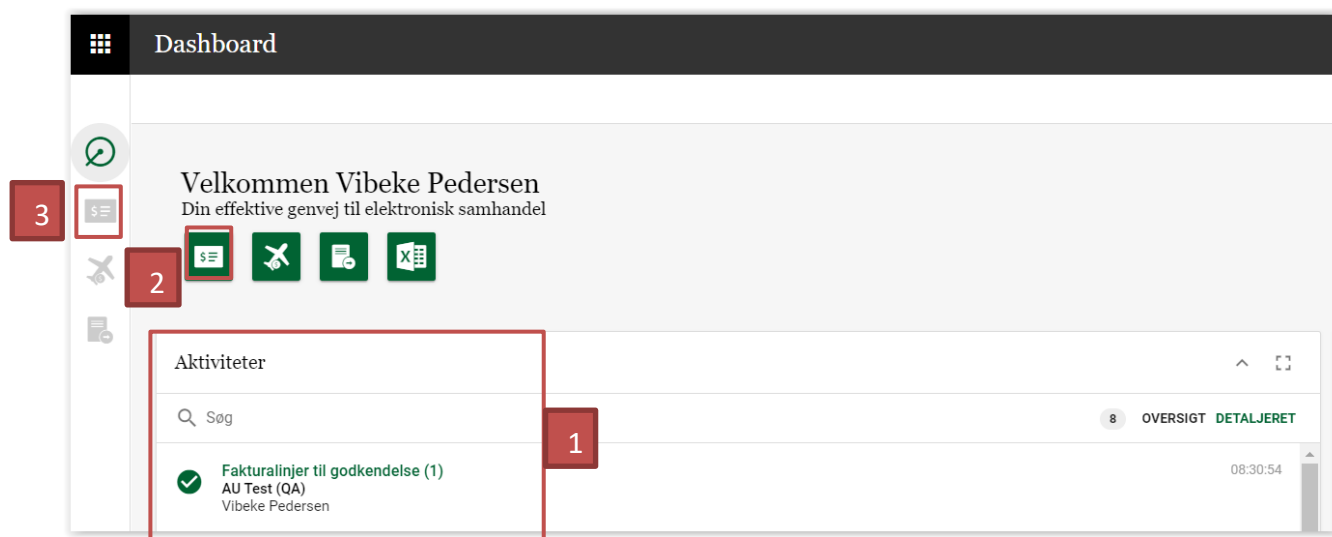 Dashboard
Velkommen Vibeke Pedersen
Din effektive genvej til elektronisk samhandel
3
2
Aktiviteter
Søg
8 OVERSIGT DETALJERET
1
Fakturalinjer til godkendelse (1) 08:30:54
AU Test (QA)
Vibeke Pedersen